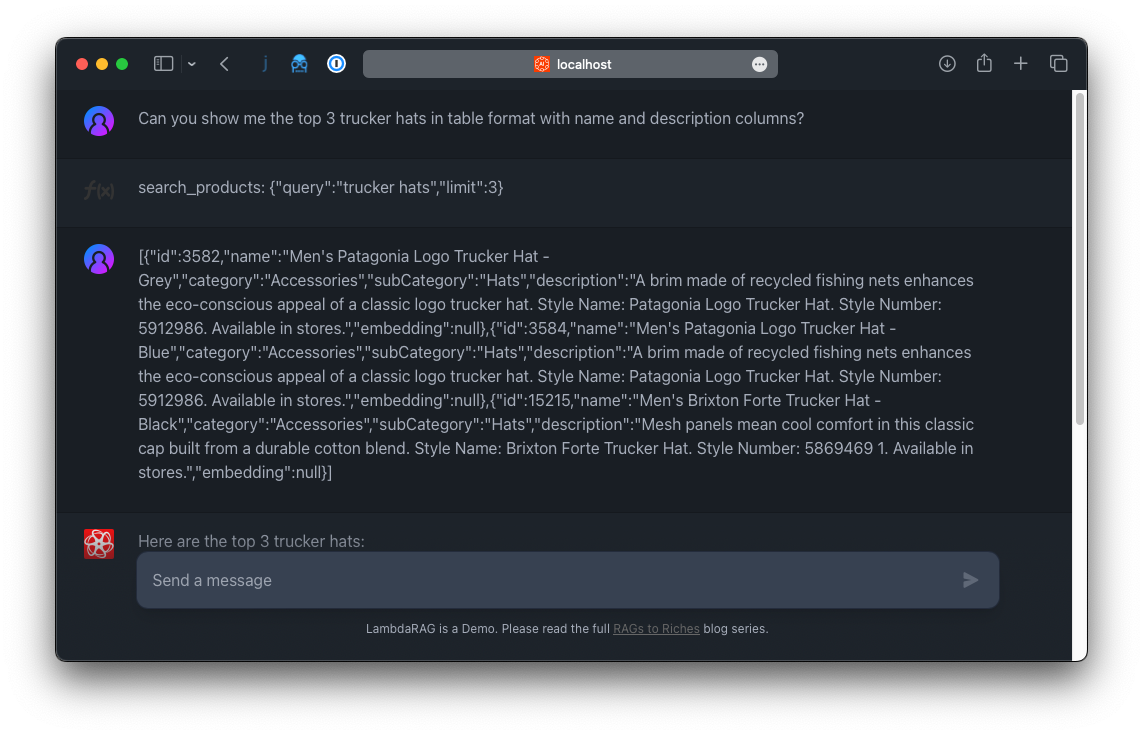 localhost
Can you show me the top 3 trucker hats in table format with name and description columns?
f(x)
search_products: {"query":"trucker hats","limit":3}
[{"id":3582,"name":"Men's Patagonia Logo Trucker Hat -
Grey","category":"Accessories","subCategory":"Hats","description":"A brim made of recycled fishing nets enhances
the eco-conscious appeal of a classic logo trucker hat. Style Name: Patagonia Logo Trucker Hat. Style Number:
5912986. Available in stores.","embedding":null},{"id":3584,"name":"Men's Patagonia Logo Trucker Hat -
Blue","category":"Accessories","subCategory":"Hats","description":"A brim made of recycled fishing nets enhances
the eco-conscious appeal of a classic logo trucker hat. Style Name: Patagonia Logo Trucker Hat. Style Number:
5912986. Available in stores.","embedding":null},{"id":15215,"name":"Men's Brixton Forte Trucker Hat -
Black","category":"Accessories","subCategory":"Hats","description":"Mesh panels mean cool comfort in this classic
cap built from a durable cotton blend. Style Name: Brixton Forte Trucker Hat. Style Number: 5869469 1. Available in
stores.","embedding":null}]
Here are the top 3 trucker hats:
Send a message
LambdaRAG is a Demo. Please read the full RAGs to Riches blog series.